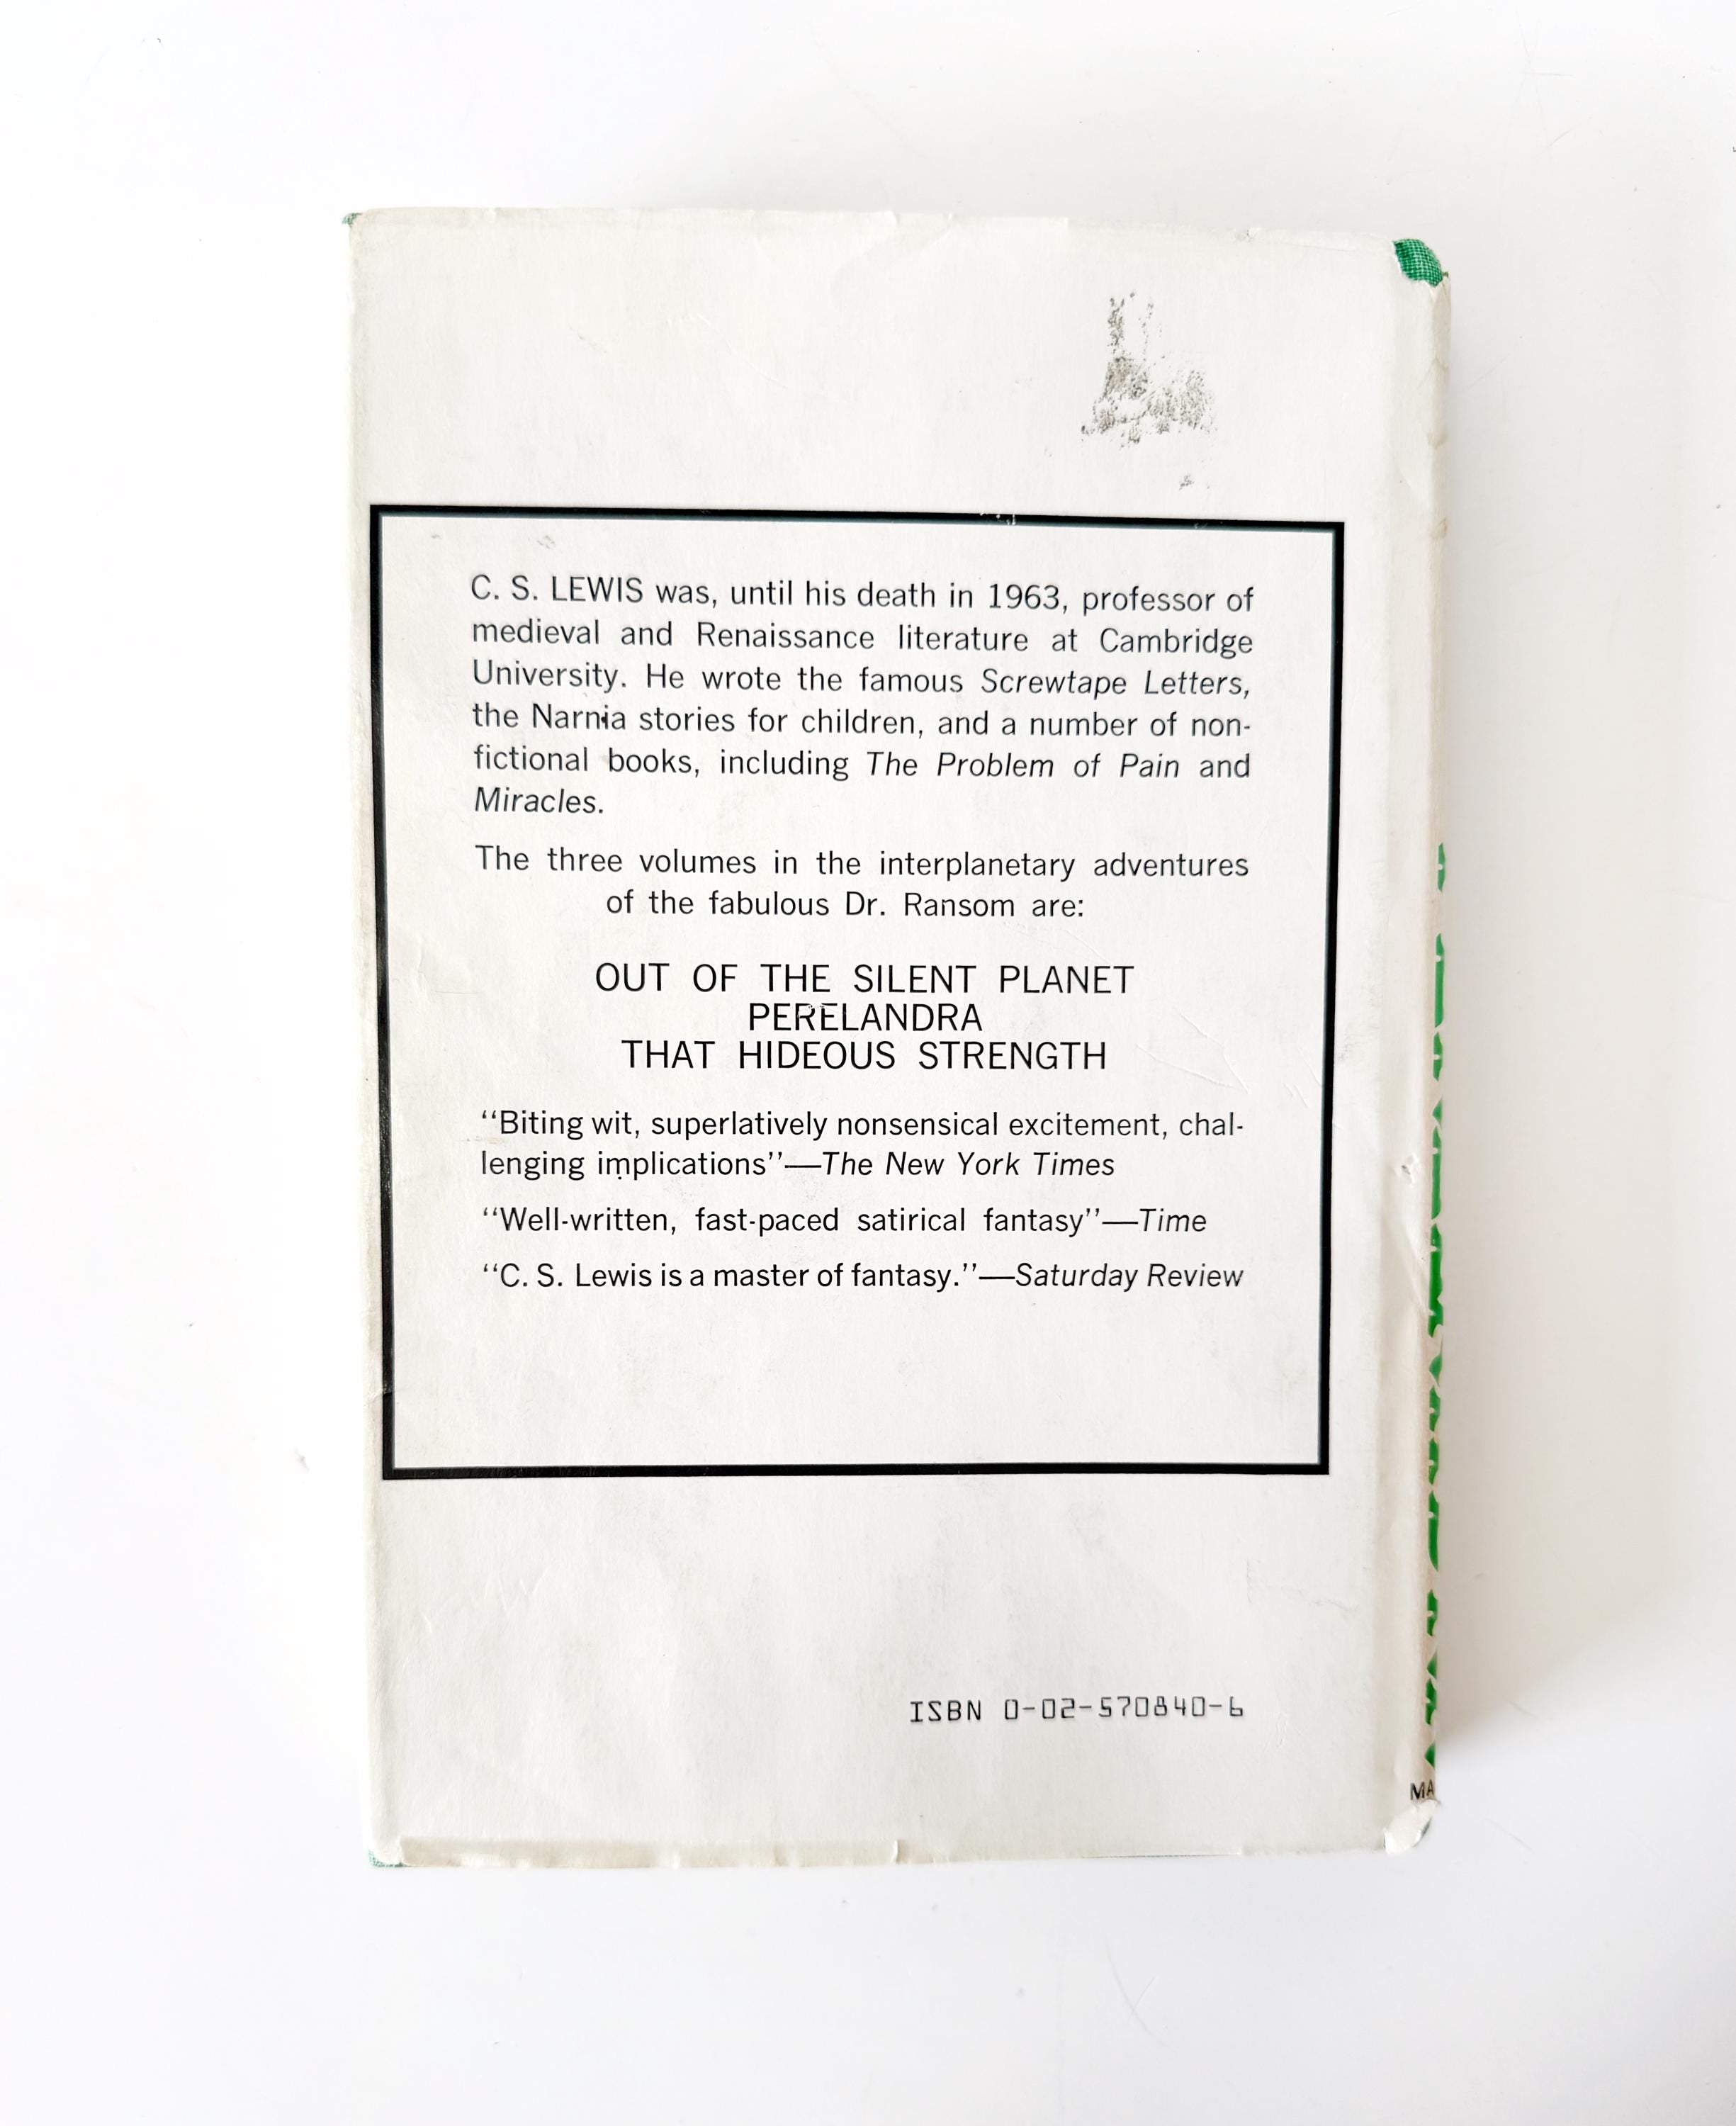 C. S. LEWIS was, until his death in 1963, professor of
medieval and Renaissance literature at Cambridge
University. He wrote the famous Screwtape Letters,
the Narnia stories for children, and a number of non-
fictional books, including The Problem of Pain and
Miracles.
The three volumes in the interplanetary adventures
of the fabulous Dr. Ransom are:
OUT OF THE SILENT PLANET
PERELANDRA
THAT HIDEOUS STRENGTH
“Biting wit, superlatively nonsensical excitement, chal-
lenging implications”—The New York Times
“Well-written, fast-paced satirical fantasy”—Time
“C. S. Lewis is a master of fantasy.”—Saturday Review
ISBN 0-02-570840-6
MA